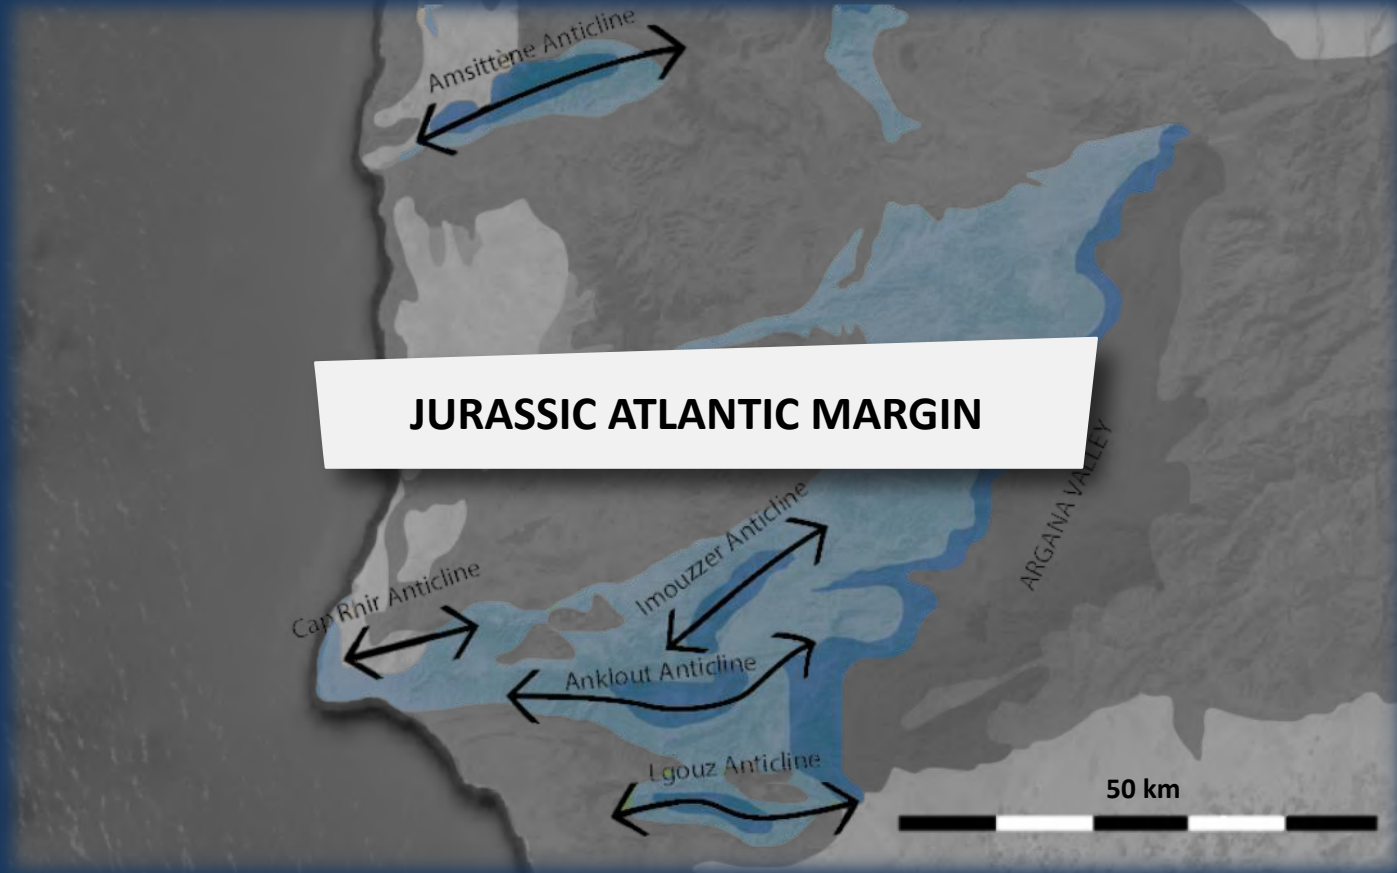 Amsittène Anticline
JURASSIC ATLANTIC MARGIN
ARGANA VALLEY
Imouzzer Anticline
Cap Rhir Anticline
Anklout Anticline
Lgouz Anticline
50 km